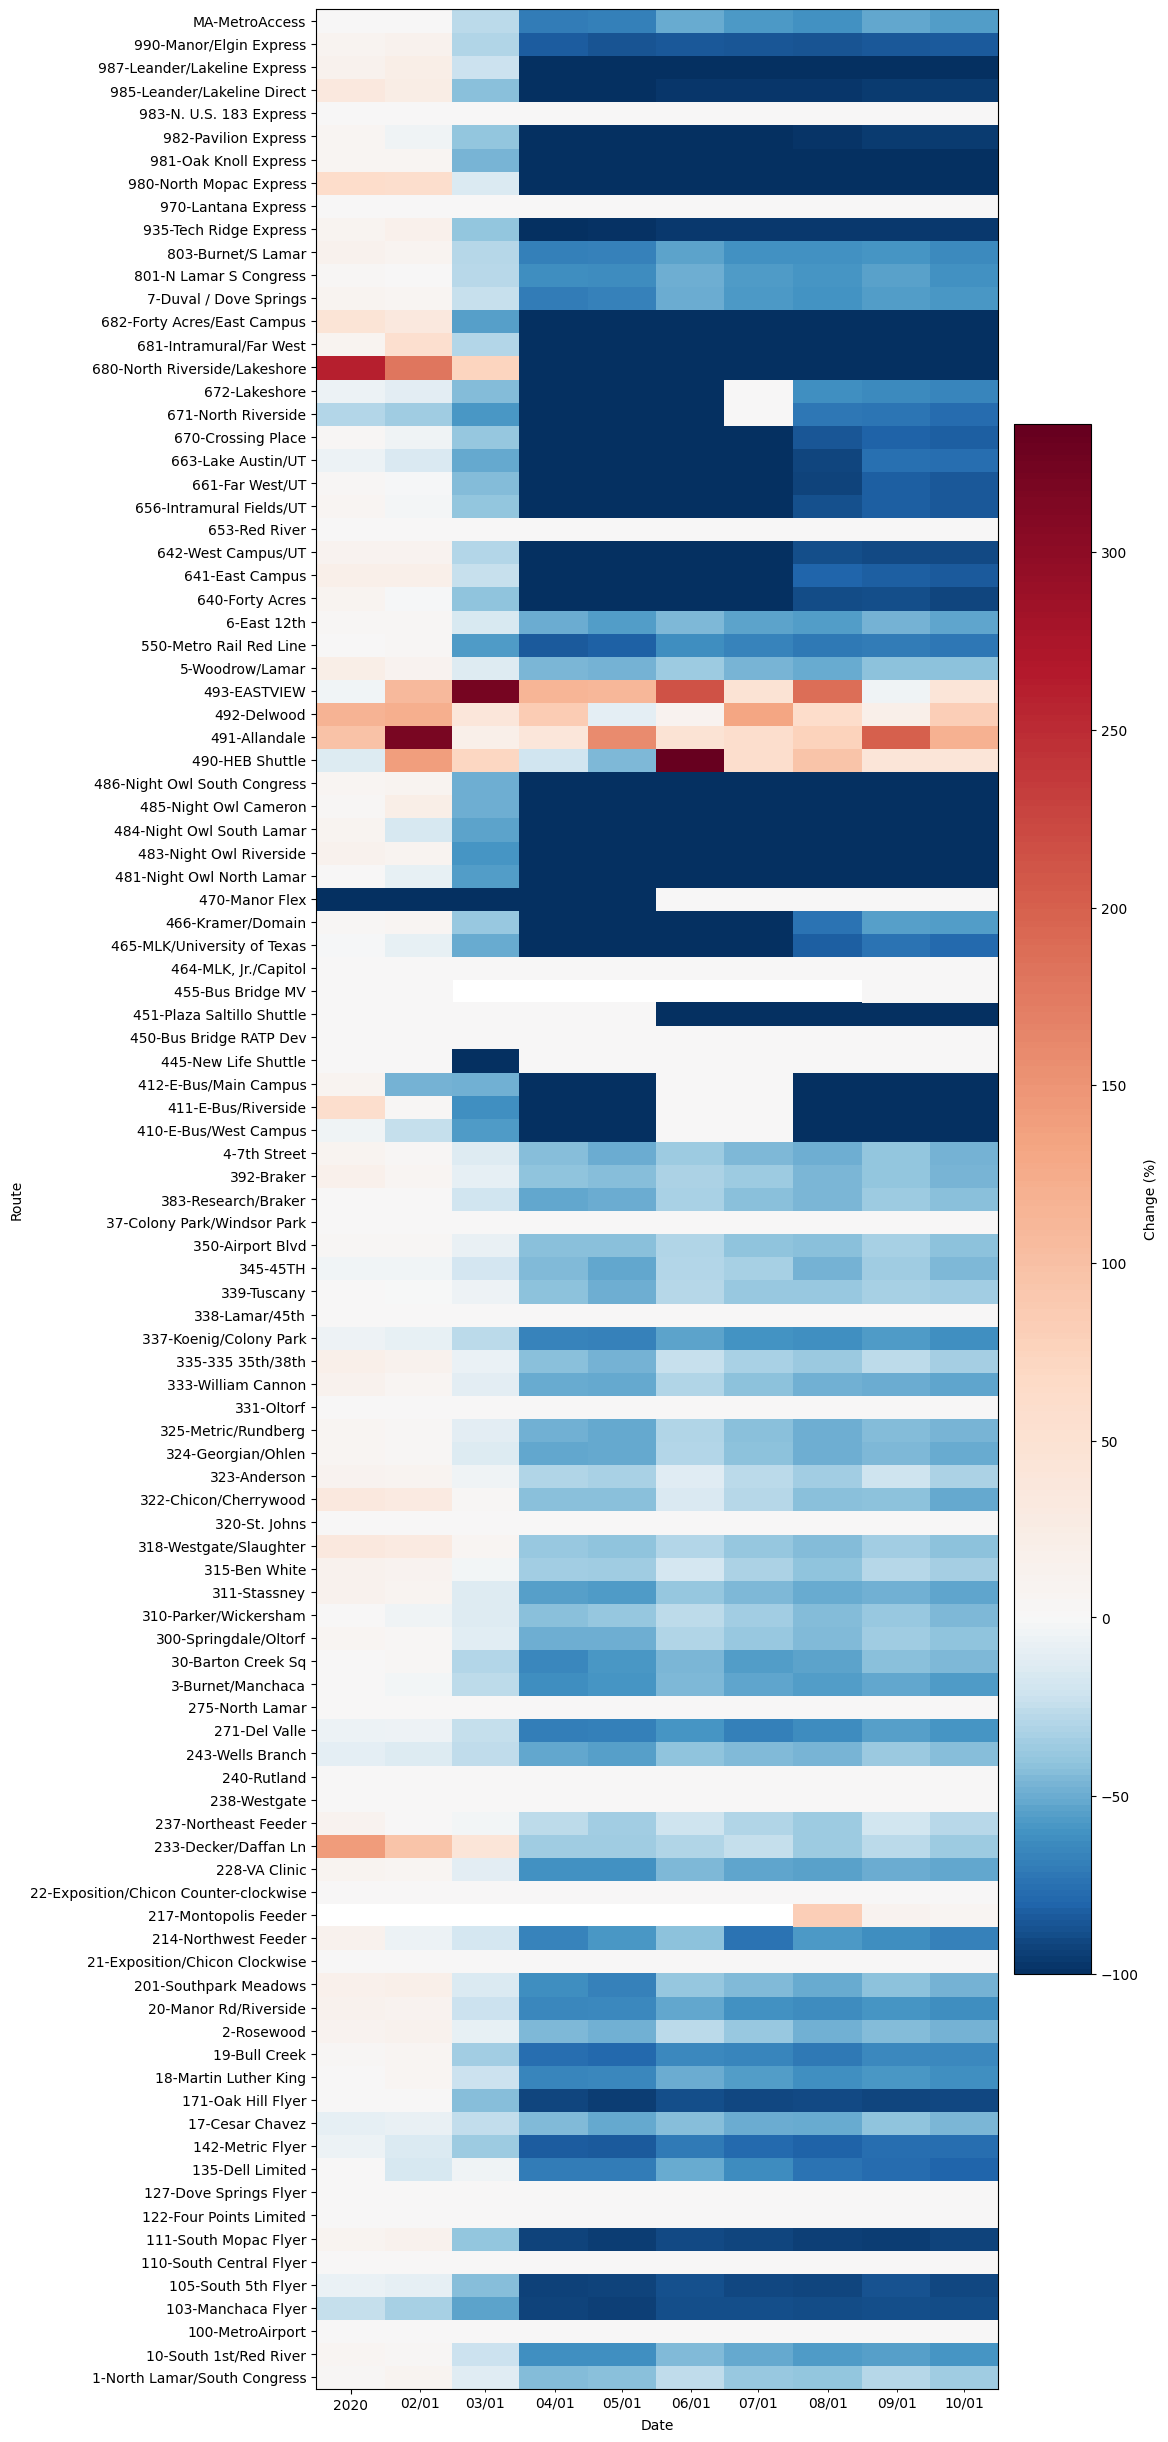 MA-MetroAccess
990-Manor/Elgin Express
987-Leander/Lakeline Express
985-Leander/Lakeline Direct
983-N. U.S. 183 Express
982-Pavilion Express
981-Oak Knoll Express
980-North Mopac Express
970-Lantana Express
935-Tech Ridge Express
803-Burnet/S Lamar
801-N Lamar S Congress
7-Duval / Dove Springs
682-Forty Acres/East Campus
681-Intramural/Far West
680-North Riverside/Lakeshore
672-Lakeshore
671-North Riverside
670-Crossing Place
663-Lake Austin/UT
661-Far West/UT
656-Intramural Fields/UT
653-Red River
642-West Campus/UT
641-East Campus
640-Forty Acres
6-East 12th
550-Metro Rail Red Line
5-Woodrow/Lamar
493-EASTVIEW
492-Delwood
491-Allandale
490-HEB Shuttle
486-Night Owl South Congress
485-Night Owl Cameron
484-Night Owl South Lamar
483-Night Owl Riverside
481-Night Owl North Lamar
470-Manor Flex
466-Kramer/Domain
465-MLK/University of Texas
464-MLK, Jr./Capitol
455-Bus Bridge MV
451-Plaza Saltillo Shuttle
450-Bus Bridge RATP Dev
445-New Life Shuttle
412-E-Bus/Main Campus
411-E-Bus/Riverside
410-E-Bus/West Campus
4-7th Street
392-Braker
383-Research/Braker
37-Colony Park/Windsor Park
350-Airport Blvd
345-45TH
339-Tuscany
338-Lamar/45th
337-Koenig/Colony Park
335-335 35th/38th
333-William Cannon
331-Oltorf
325-Metric/Rundberg
324-Georgian/Ohlen
323-Anderson
322-Chicon/Cherrywood
320-St. Johns
318-Westgate/Slaughter
315-Ben White
311-Stassney
310-Parker/Wickersham
300-Springdale/Oltorf
30-Barton Creek Sq
3-Burnet/Manchaca
275-North Lamar
271-Del Valle
243-Wells Branch
240-Rutland
238-Westgate
237-Northeast Feeder
233-Decker/Daffan Ln
228-VA Clinic
22-Exposition/Chicon Counter-clockwise
217-Montopolis Feeder
214-Northwest Feeder
21-Exposition/Chicon Clockwise
201-Southpark Meadows
20-Manor Rd/Riverside
2-Rosewood
19-Bull Creek
18-Martin Luther King
171-Oak Hill Flyer
17-Cesar Chavez
142-Metric Flyer
135-Dell Limited
127-Dove Springs Flyer
122-Four Points Limited
111-South Mopac Flyer
110-South Central Flyer
105-South 5th Flyer
103-Manchaca Flyer
100-MetroAirport
10-South 1st/Red River
1-North Lamar/South Congress
Route
2020 02/01 03/01 04/01 05/01 06/01 07/01 08/01 09/01 10/01
Date
300
250
200
150
100
50
0
−50
−100
Change (%)